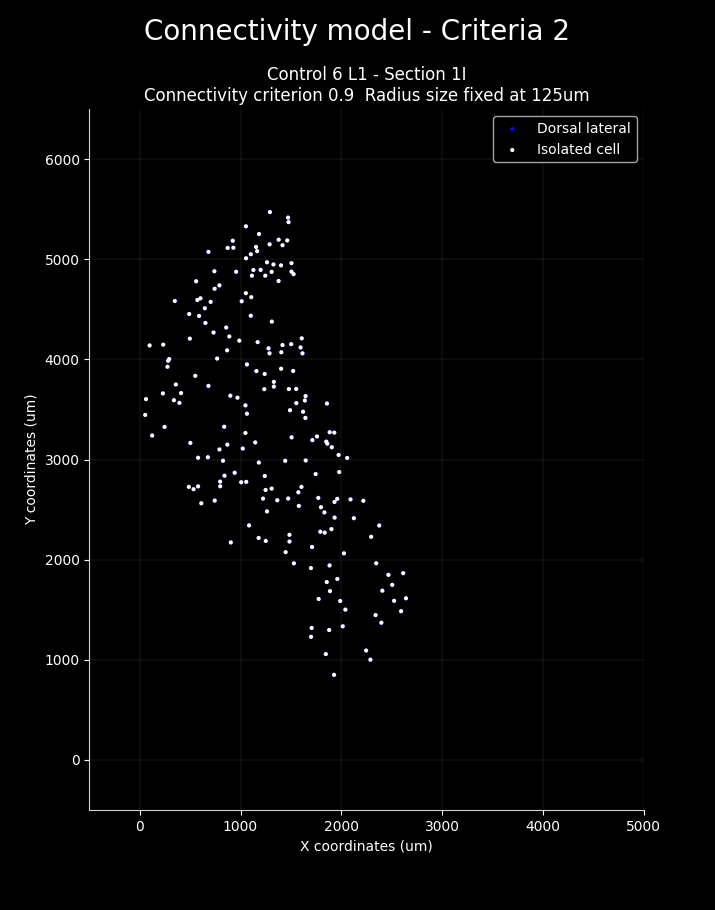 Connectivity model - Criteria 2
Control 6 L1 - Section 1I
Connectivity criterion 0.9  Radius size fixed at 125um
Dorsal lateral
Isolated cell
6000
5000
4000
3000
2000
1000
0
Y coordinates (um)
0 1000 2000 3000 4000 5000
X coordinates (um)